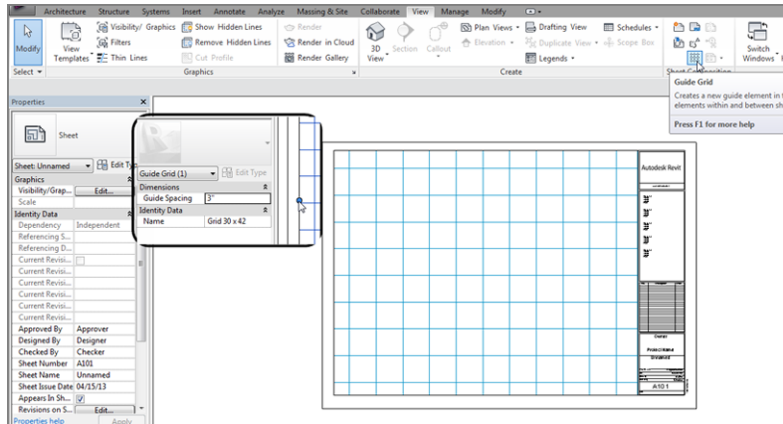 Architecture Structure Systems Insert Annotate Analyze Massing & Site Collaborate View Manage Modify
Modify
View Templates
Visibility/ Graphics
Filters
Thin Lines
Show Hidden Lines
Remove Hidden Lines
Cut Profile
Render
Render in Cloud
Render Gallery
3D View
Section
Callout
Plan Views
Elevation
Drafting View
Duplicate View
Legends
Schedules
Scope Box
Switch Windows
Select
Graphics
Create
Sheet Composition
Guide Grid
Creates a new guide element in
elements within and between sh
Press F1 for more help
Properties
Sheet
Sheet: Unnamed
Edit Ty
Graphics
Visibility/Grap... Edit...
Scale
Identity Data
Dependency Independent
Referencing S...
Referencing D...
Current Revisi...
Current Revisi...
Current Revisi...
Current Revisi...
Current Revisi...
Approved By Approver
Designed By Designer
Checked By Checker
Sheet Number A101
Sheet Name Unnamed
Sheet Issue Date 04/15/13
Appears In Sh...
Revisions on S... Edit...
Properties help Apply
Guide Grid (1) Edit Type
Dimensions
Guide Spacing 3"
Identity Data
Name Grid 30 x 42
Autodesk Revit
Owner
Project Name
Unnamed
A101